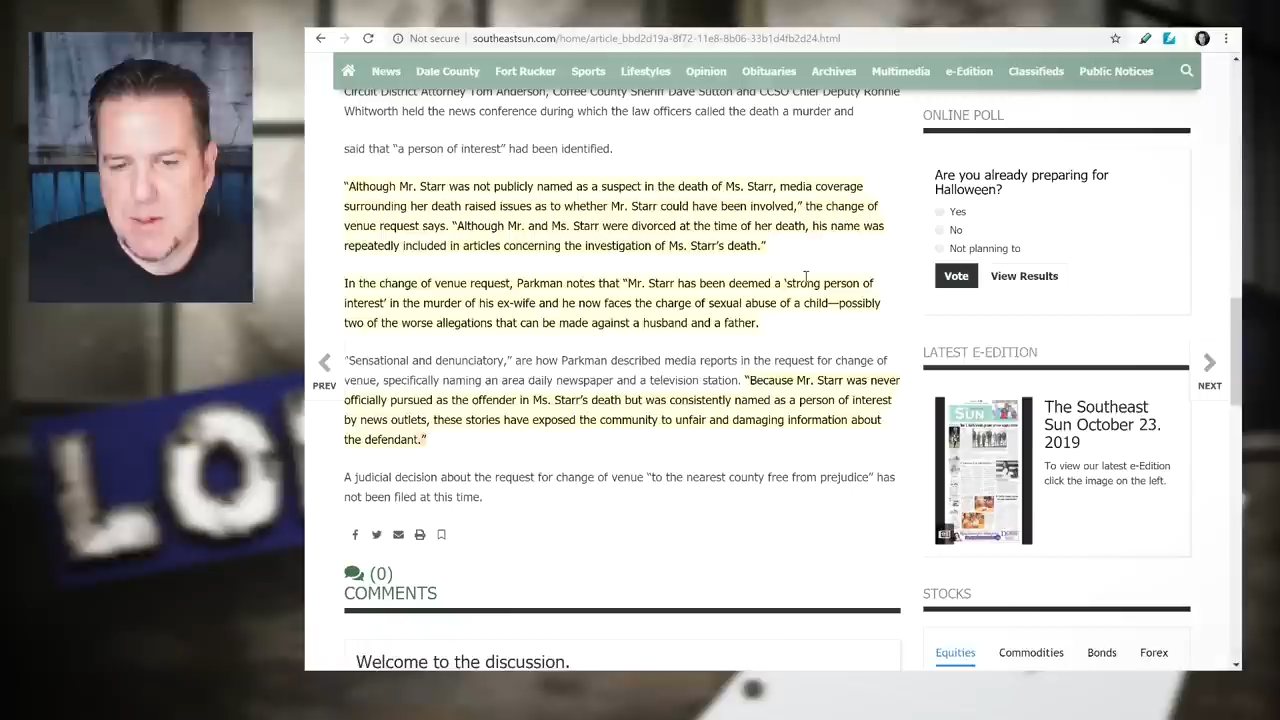 Not secure
southeastsun.com/home/article_bbd2d19a-8f72-11e8-8b06-33b1d4fb2d24.html
News Dale County Fort Rucker Sports Lifestyles Opinion Obituaries Archives Multimedia e-Edition Classifieds Public Notices
Circuit District Attorney Tom Anderson, Coffee County Sheriff Dave Sutton and CCSO Chief Deputy Ronnie
Whitworth held the news conference during which the law officers called the death a murder and
said that “a person of interest” had been identified.
“Although Mr. Starr was not publicly named as a suspect in the death of Ms. Starr, media coverage
surrounding her death raised issues as to whether Mr. Starr could have been involved,” the change of
venue request says. “Although Mr. and Ms. Starr were divorced at the time of her death, his name was
repeatedly included in articles concerning the investigation of Ms. Starr’s death.”
In the change of venue request, Parkman notes that “Mr. Starr has been deemed a ‘strong person of
interest’ in the murder of his ex-wife and he now faces the charge of sexual abuse of a child—possibly
two of the worse allegations that can be made against a husband and a father.
“Sensational and denunciatory,” are how Parkman described media reports in the request for change of
venue, specifically naming an area daily newspaper and a television station. “Because Mr. Starr was never
officially pursued as the offender in Ms. Starr’s death but was consistently named as a person of interest
by news outlets, these stories have exposed the community to unfair and damaging information about
the defendant.”
A judicial decision about the request for change of venue “to the nearest county free from prejudice” has
not been filed at this time.
(0)
COMMENTS
Welcome to the discussion.
PREV
NEXT
ONLINE POLL
Are you already preparing for
Halloween?
Yes
No
Not planning to
Vote
View Results
LATEST E-EDITION
SUN
The Southeast
Sun October 23.
2019
To view our latest e-Edition
click the image on the left.
STOCKS
Equities Commodities Bonds Forex
LO